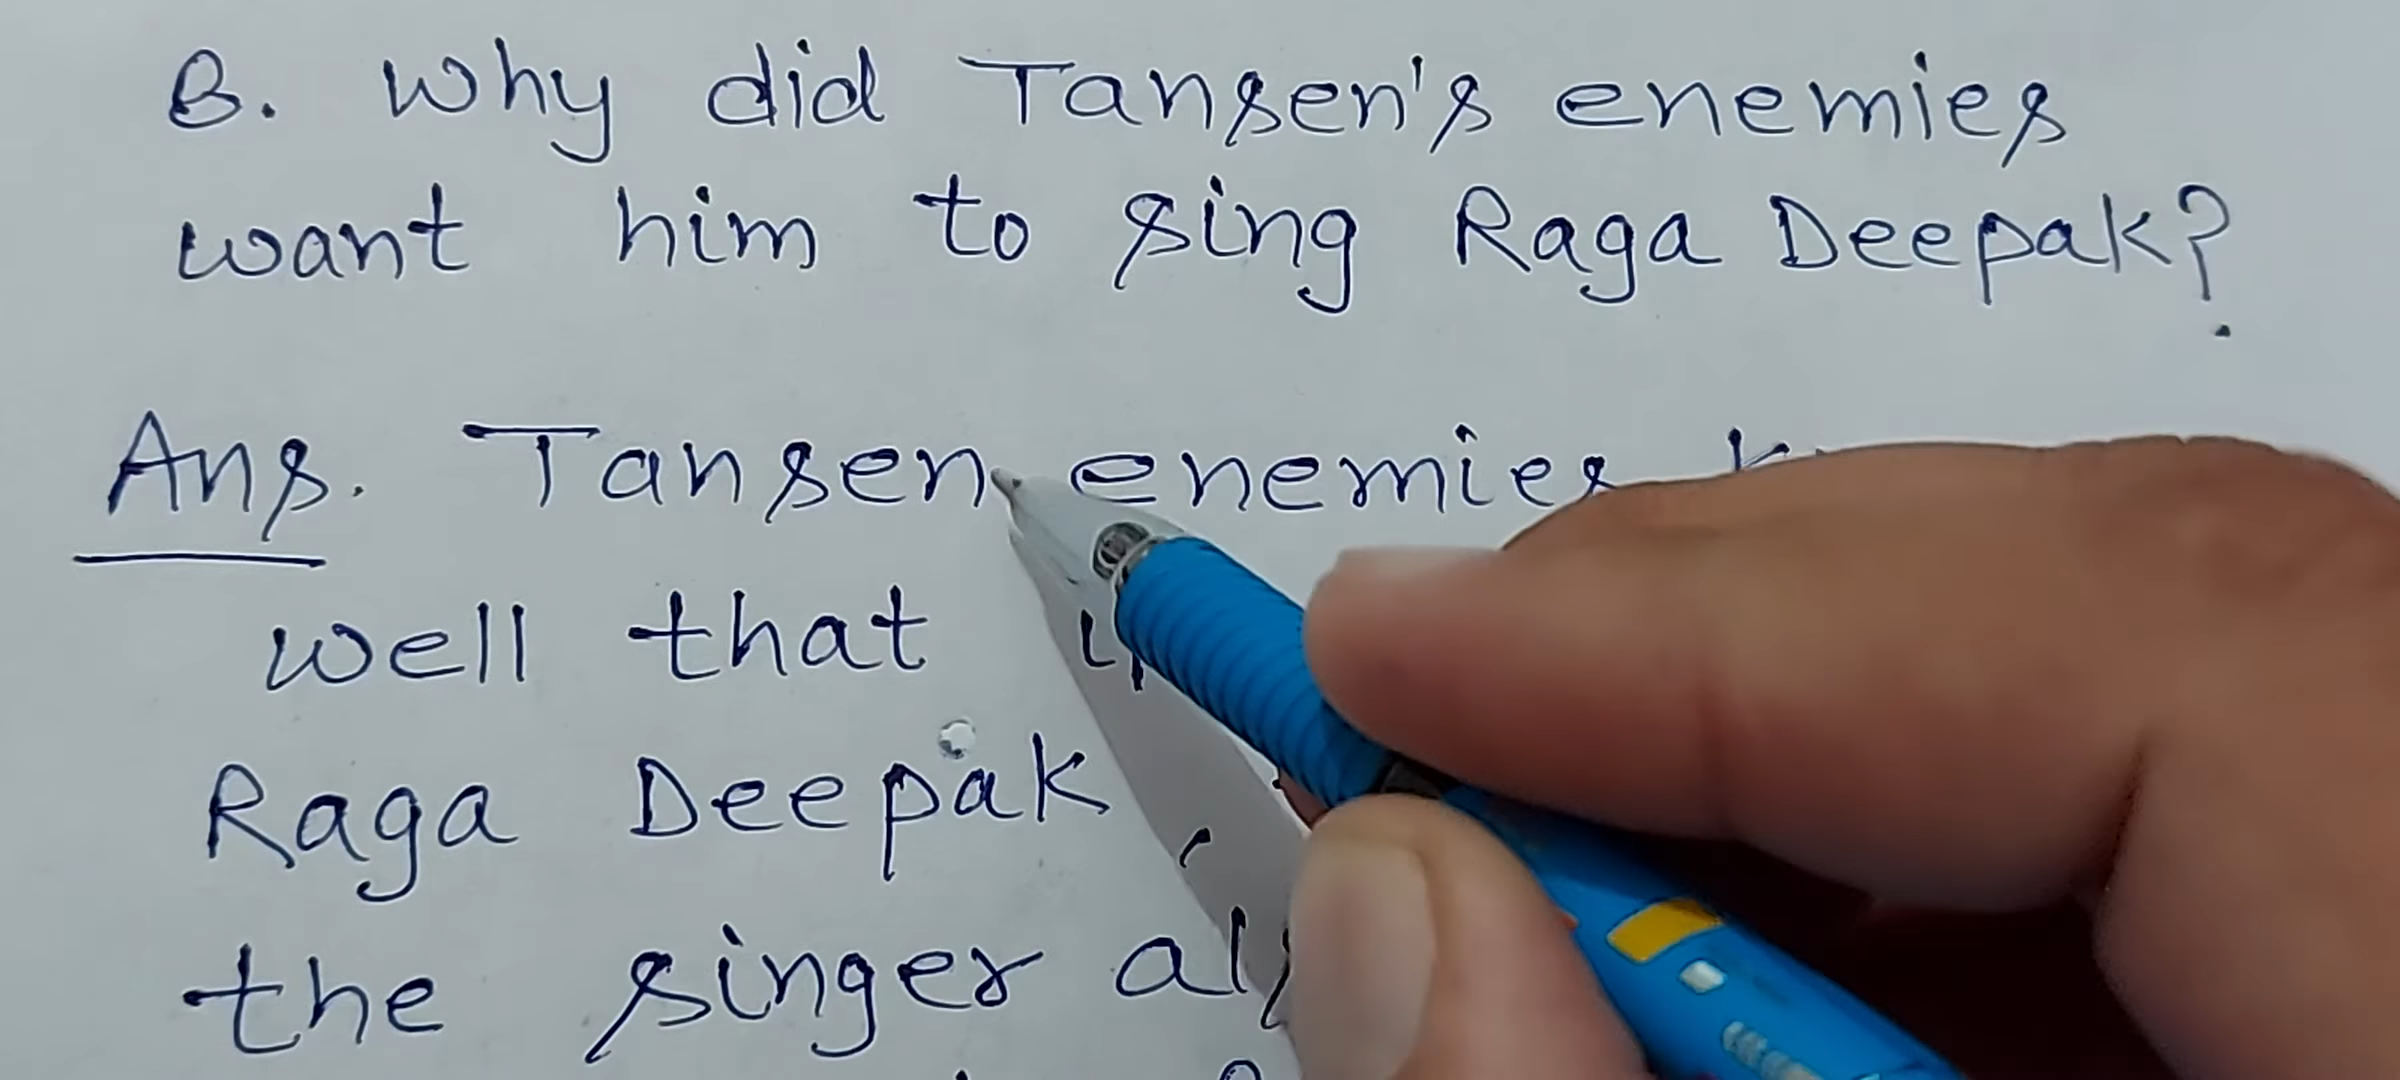 B. Why did Tansen's enemies
want him to sing Raga Deepak?
Ans. Tansen enemies
well that
Raga Deepak,
the singer